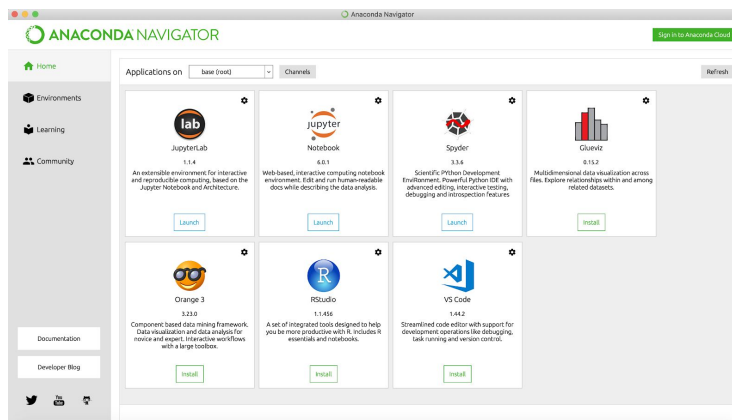 Anaconda Navigator
ANACONDA NAVIGATOR
Sign in to Anaconda Cloud
Home
Environments
Learning
Community
Documentation
Developer Blog
You
Tube
Applications on
base (root)
Channels
Refresh
lab
JupyterLab
1.1.4
An extensible environment for interactive
and reproducible computing, based on the
Jupyter Notebook and Architecture.
Launch
jupyter
Notebook
6.0.1
Web-based, interactive computing notebook
environment. Edit and run human-readable
docs while describing the data analysis.
Launch
Spyder
3.3.6
Scientific PYthon Development
EnviRonment. Powerful Python IDE with
advanced editing, interactive testing,
debugging and introspection features
Launch
Glueviz
0.15.2
Multidimensional data visualization across
files. Explore relationships within and among
related datasets.
Install
Orange 3
3.23.0
Component based data mining framework.
Data visualization and data analysis for
novice and expert. Interactive workflows
with a large toolbox.
Install
R
RStudio
1.1.456
A set of integrated tools designed to help
you be more productive with R. Includes R
essentials and notebooks.
Install
VS Code
1.44.2
Streamlined code editor with support for
development operations like debugging,
task running and version control.
Install